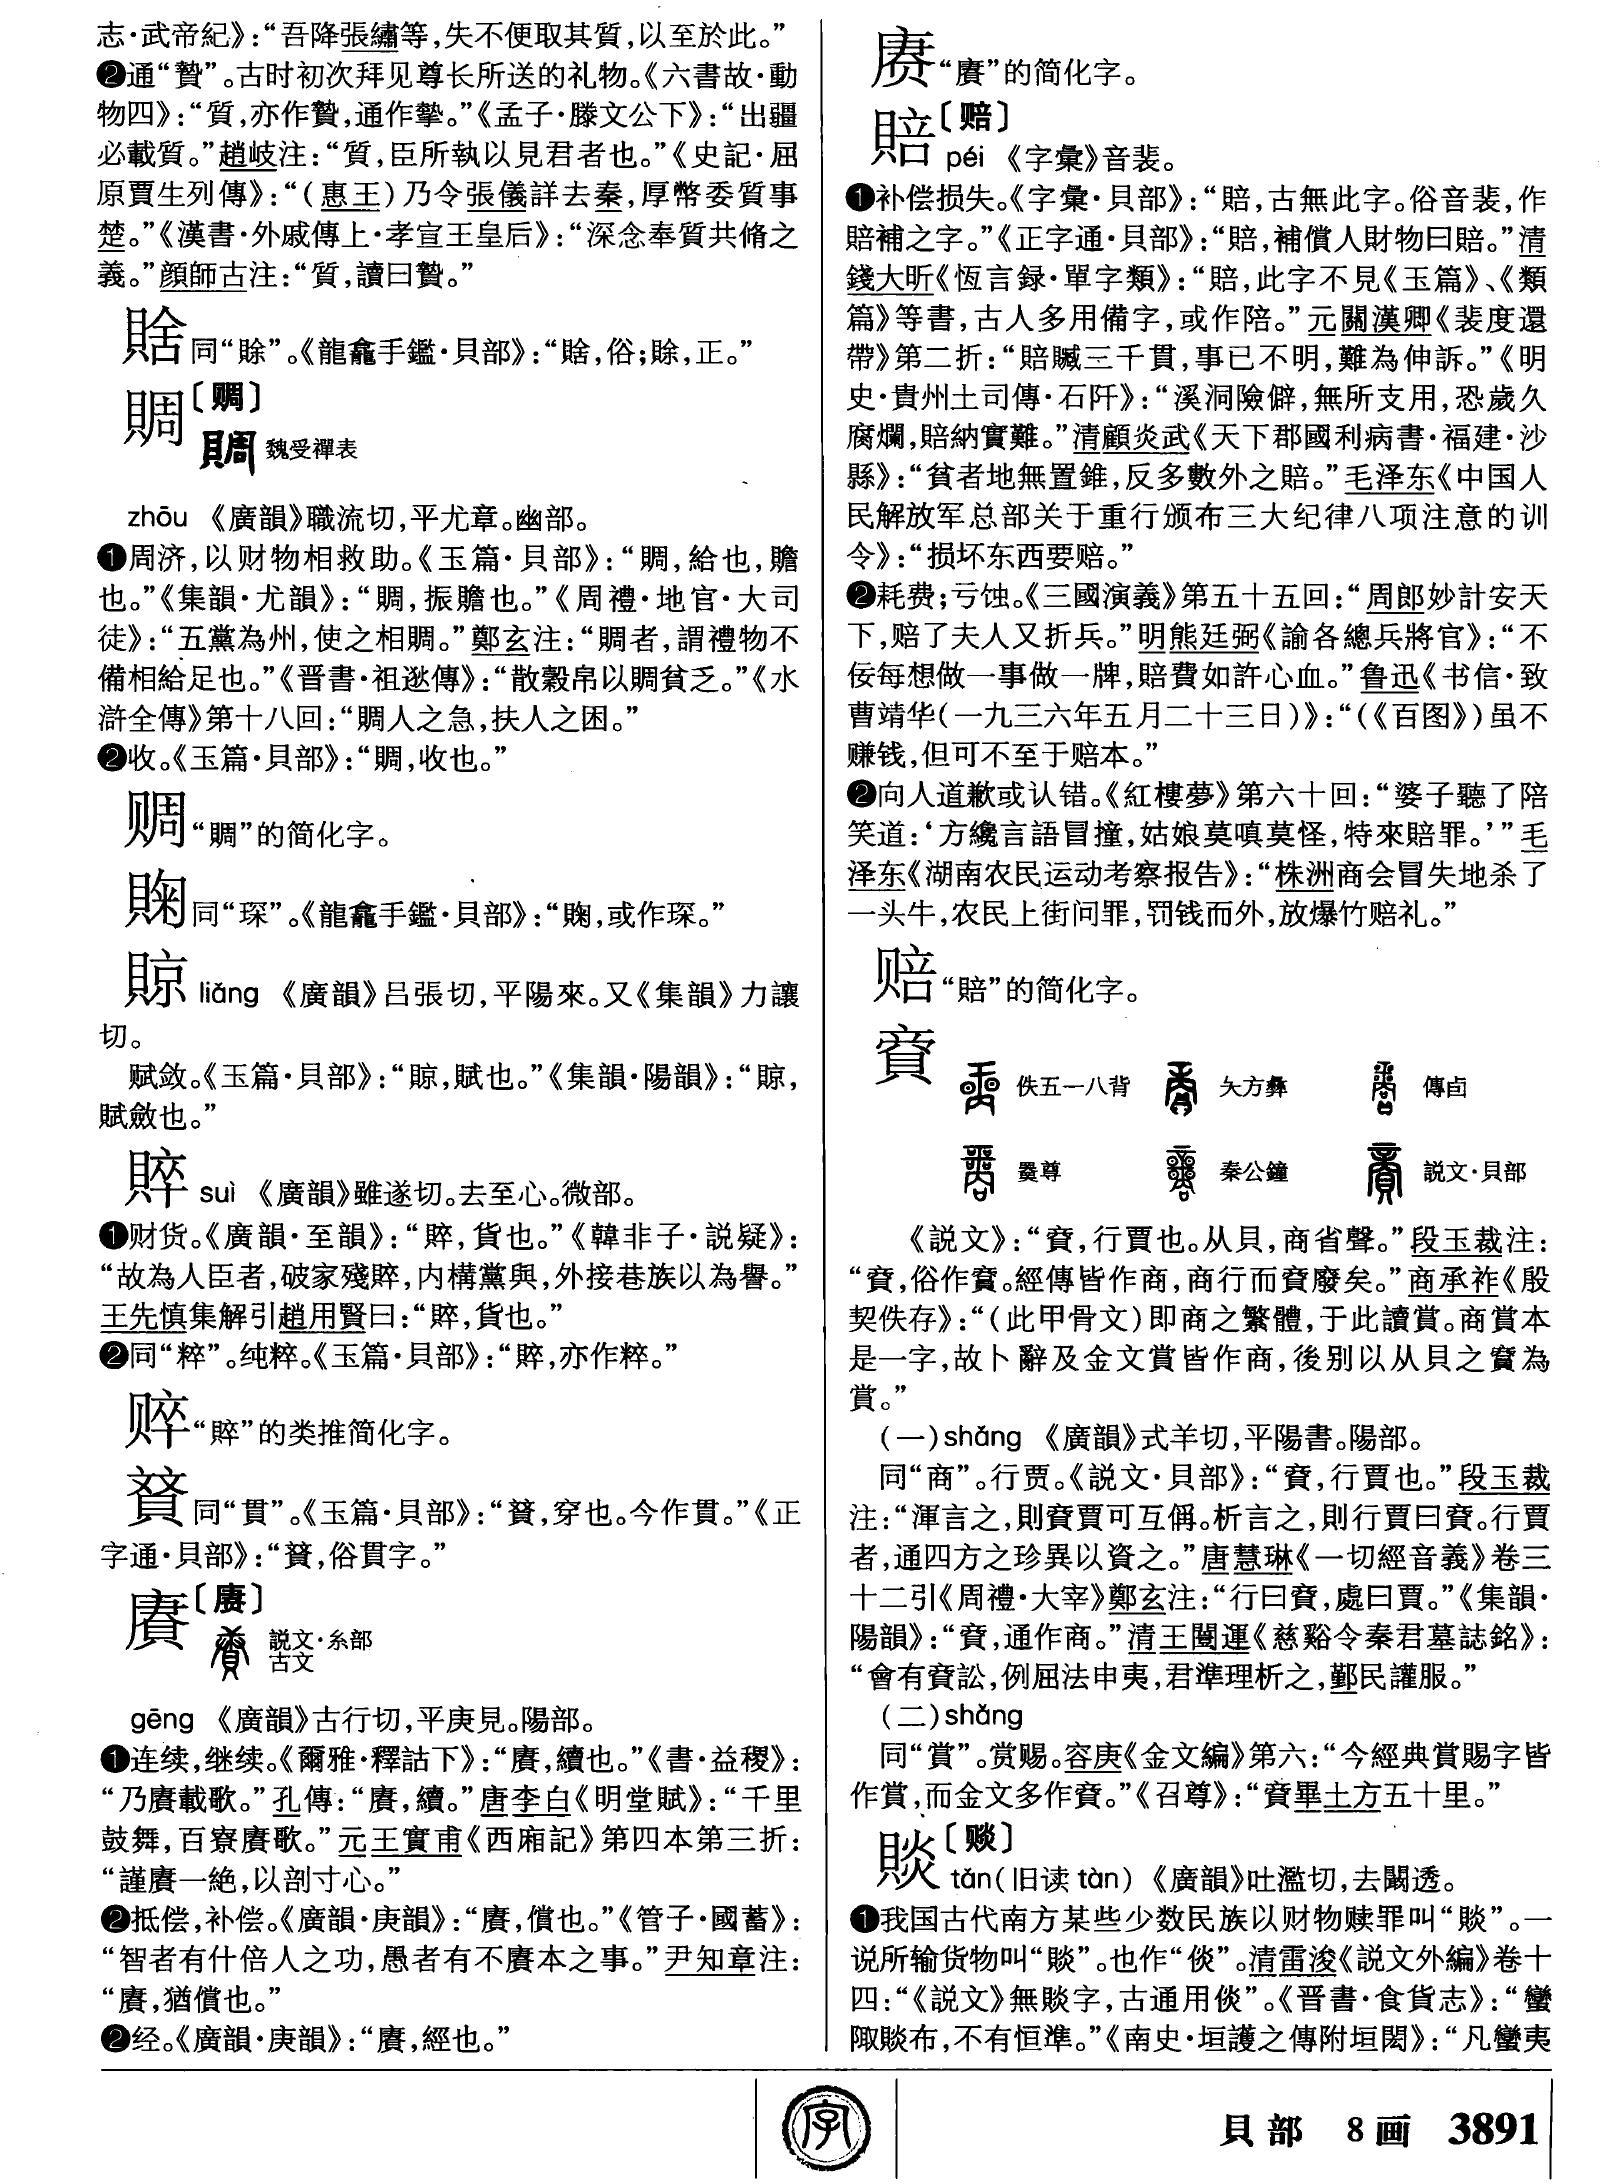 志·武帝紀》：“吾降張繡等，失不便取其質，以至於此。”
❷通“贄”。古时初次拜见尊长所送的礼物。《六書故·動
物四》：“質，亦作贄，通作摯。”《孟子·滕文公下》：“出疆
必載質。”趙岐注：“質，臣所執以見君者也。”《史記·屈
原賈生列傳》：“（惠王）乃令張儀詳去秦，厚幣委質事
楚。”《漢書·外戚傳上·孝宣王皇后》：“深念奉質共脩之
義。”顔師古注：“質，讀曰贄。”
䞌同“賒”。《龍龕手鑑·貝部》：“䞌，俗；賒，正。”
賙〔赒〕
魏受禪表
zhōu 《廣韻》職流切，平尤章。幽部。
❶周济，以财物相救助。《玉篇·貝部》：“賙，給也，贍
也。”《集韻·尤韻》：“賙，振贍也。”《周禮·地官·大司
徒》：“五黨為州，使之相賙。”鄭玄注：“賙者，謂禮物不
備相給足也。”《晋書·祖逖傳》：“散穀帛以賙貧乏。”《水
滸全傳》第十八回：“賙人之急，扶人之困。”
❷收。《玉篇·貝部》：“賙，收也。”
赒“賙”的简化字。
同“琛”。《龍龕手鑑·貝部》：“，或作琛。”
䝶liǎng 《廣韻》吕張切，平陽來。又《集韻》力讓
切。
赋敛。《玉篇·貝部》：“䝶，賦也。”《集韻·陽韻》：“䝶，
賦斂也。”
賥suì 《廣韻》雖遂切。去至心。微部。
❶财货。《廣韻·至韻》：“賥，貨也。”《韓非子·説疑》：
“故為人臣者，破家殘賥，内構黨與，外接巷族以為譽。”
王先慎集解引趙用賢曰：“賥，貨也。”
❷同“粹”。纯粹。《玉篇·貝部》：“賥，亦作粹。”
“賥”的类推简化字。
同“貫”。《玉篇·貝部》：“，穿也。今作貫。”《正
字通·貝部》：“，俗貫字。”
賡〔赓〕
説文·糸部
古文
gēng 《廣韻》古行切，平庚見。陽部。
❶连续，继续。《爾雅·釋詁下》：“賡，續也。”《書·益稷》：
“乃賡載歌。”孔傳：“賡，續。”唐李白《明堂賦》：“千里
鼓舞，百寮賡歌。”元王實甫《西廂記》第四本第三折：
“謹賡一絶，以剖寸心。”
❷抵偿，补偿。《廣韻·庚韻》：“賡，償也。”《管子·國蓄》：
“智者有什倍人之功，愚者有不賡本之事。”尹知章注：
“賡，猶償也。”
❷经。《廣韻·庚韻》：“賡，經也。”
赓“賡”的简化字。
賠〔赔〕
péi 《字彙》音裴。
❶补偿损失。《字彙·貝部》：“賠，古無此字。俗音裴，作
賠補之字。”《正字通·貝部》：“賠，補償人財物曰賠。”清
錢大昕《恆言録·單字類》：“賠，此字不見《玉篇》、《類
篇》等書，古人多用備字，或作陪。”元關漢卿《裴度還
帶》第二折：“賠贓三千貫，事已不明，難為伸訴。”《明
史·貴州土司傳·石阡》：“溪洞險僻，無所支用，恐歲久
腐爛，賠納實難。”清顧炎武《天下郡國利病書·福建·沙
縣》：“貧者地無置錐，反多數外之賠。”毛泽东《中国人
民解放军总部关于重行颁布三大纪律八项注意的训
令》：“损坏东西要赔。”
❷耗费；亏蚀。《三國演義》第五十五回：“周郎妙計安天
下，赔了夫人又折兵。”明熊廷弼《諭各總兵將官》：“不
佞每想做一事做一牌，賠費如許心血。”鲁迅《书信·致
曹靖华（一九三六年五月二十三日）》：“（《百图》）虽不
赚钱，但可不至于赔本。”
❷向人道歉或认错。《紅樓夢》第六十回：“婆子聽了陪
笑道：‘方纔言語冒撞，姑娘莫嗔莫怪，特來賠罪。’”毛
泽东《湖南农民运动考察报告》：“株洲商会冒失地杀了
一头牛，农民上街问罪，罚钱而外，放爆竹赔礼。”
赔“賠”的简化字。
賨
佚五一八背 夨方彝 傳卣
𠭯尊 秦公鐘 説文·貝部
《説文》：“𧶜，行賈也。从貝，商省聲。”段玉裁注：
“𧶜，俗作𧷞。經傳皆作商，商行而𧶜廢矣。”商承祚《殷
契佚存》：“（此甲骨文）即商之繁體，于此讀賞。商賞本
是一字，故卜辭及金文賞皆作商，後别以从貝之𧷞為
賞。”
（一）shāng 《廣韻》式羊切，平陽書。陽部。
同“商”。行贾。《説文·貝部》：“𧶜，行賈也。”段玉裁
注：“渾言之，則𧶜賈可互偁。析言之，則行賈曰𧶜。行賈
者，通四方之珍異以資之。”唐慧琳《一切經音義》卷三
十二引《周禮·大宰》鄭玄注：“行曰𧶜，處曰賈。”《集韻·
陽韻》：“𧶜，通作商。”清王闓運《慈谿令秦君墓誌銘》：
“會有𧶜訟，例屈法申夷，君準理析之，鄞民讙服。”
（二）shǎng
同“賞”。赏赐。容庚《金文編》第六：“今經典賞賜字皆
作賞，而金文多作𧶜。”《召尊》：“𧶜畢土方五十里。”
賧〔赕〕
tǎn（旧读 tàn） 《廣韻》吐濫切，去闞透。
❶我国古代南方某些少数民族以财物赎罪叫“賧”。一
说所输货物叫“賧”。也作“倓”。清雷浚《説文外編》卷十
四：“《説文》無賧字，古通用倓”。《晋書·食貨志》：“蠻
陬賧布，不有恒準。”《南史·垣護之傳附垣閎》：“凡蠻夷
字
貝部 8画 3891